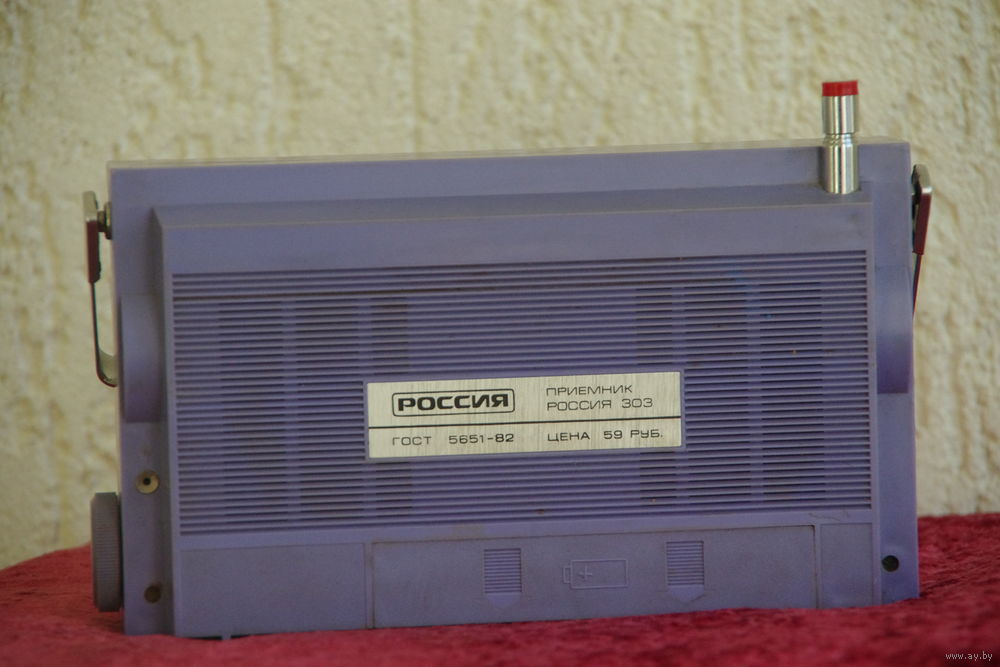 РОССИЯ
ПРИЕМНИК
РОССИЯ 303
ГОСТ 5651-82
ЦЕНА 59 РУБ.
www.ay.by